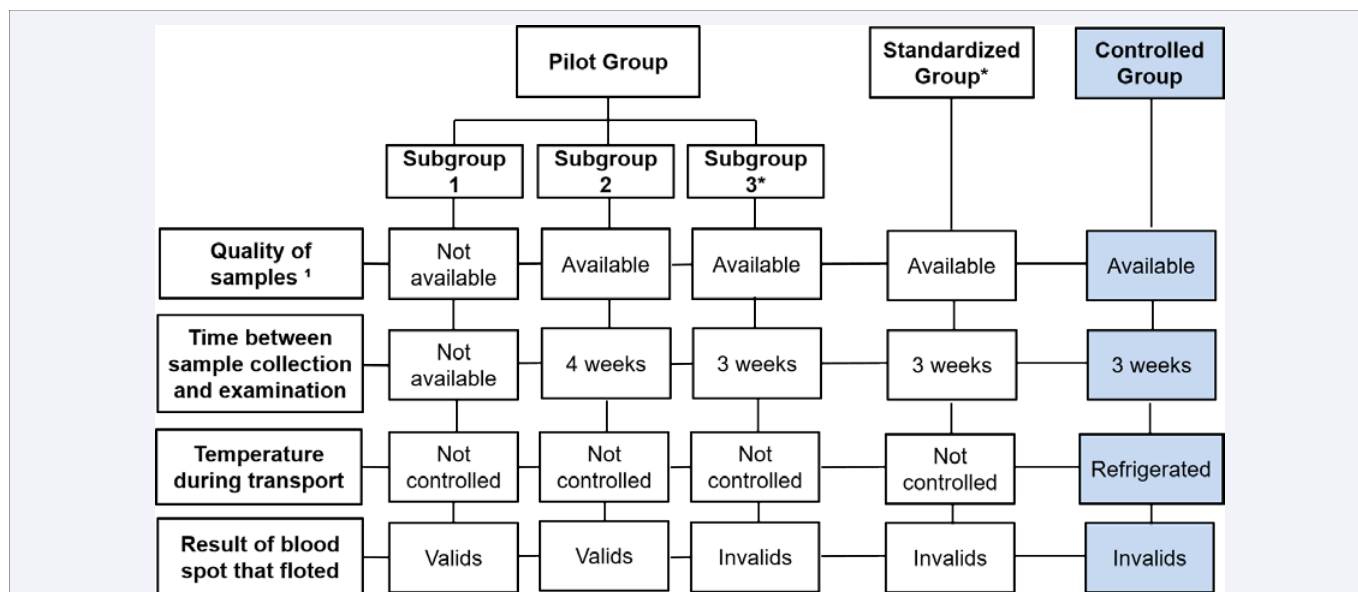 Pilot Group
Standardized
Group*
Controlled
Group
Subgroup
1
Subgroup
2
Subgroup
3*
Quality of
samples ¹
Not
available
Available
Available
Available
Available
Time between
sample collection
and examination
Not
available
4 weeks
3 weeks
3 weeks
3 weeks
Temperature
during transport
Not
controlled
Not
controlled
Not
controlled
Not
controlled
Refrigerated
Result of blood
spot that floted
Valids
Valids
Invalids
Invalids
Invalids